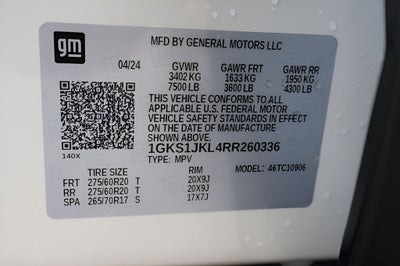 gm
MFD BY GENERAL MOTORS LLC
04/24 GVWR GAWR FRT GAWR RR
3402 KG 1633 KG 1950 KG
7500 LB 3600 LB 4300 LB
THIS VEHICLE CONFORMS TO ALL
APPLICABLE U.S. FEDERAL MOTOR
VEHICLE SAFETY STANDARDS IN EFFECT
ON THE DATE OF MANUFACTURE
SHOWN ABOVE.
140X 1GKS1JKL4RR260336
TYPE: MPV 46TC10906
TIRE SIZE RIM
FRT 275/60R20 T 20X9J
RR 275/60R20 T 20X9J
SPA 265/70R17 S 17X7J